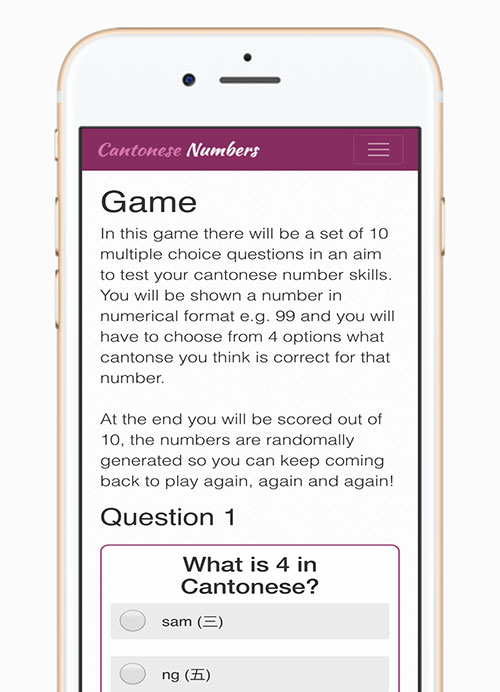 Cantonese Numbers
Game
In this game there will be a set of 10
multiple choice questions in an aim
to test your cantonese number skills.
You will be shown a number in
numerical format e.g. 99 and you will
have to choose from 4 options what
cantonse you think is correct for that
number.
At the end you will be scored out of
10, the numbers are randomally
generated so you can keep coming
back to play again, again and again!
Question 1
What is 4 in
Cantonese?
sam (三)
ng (五)